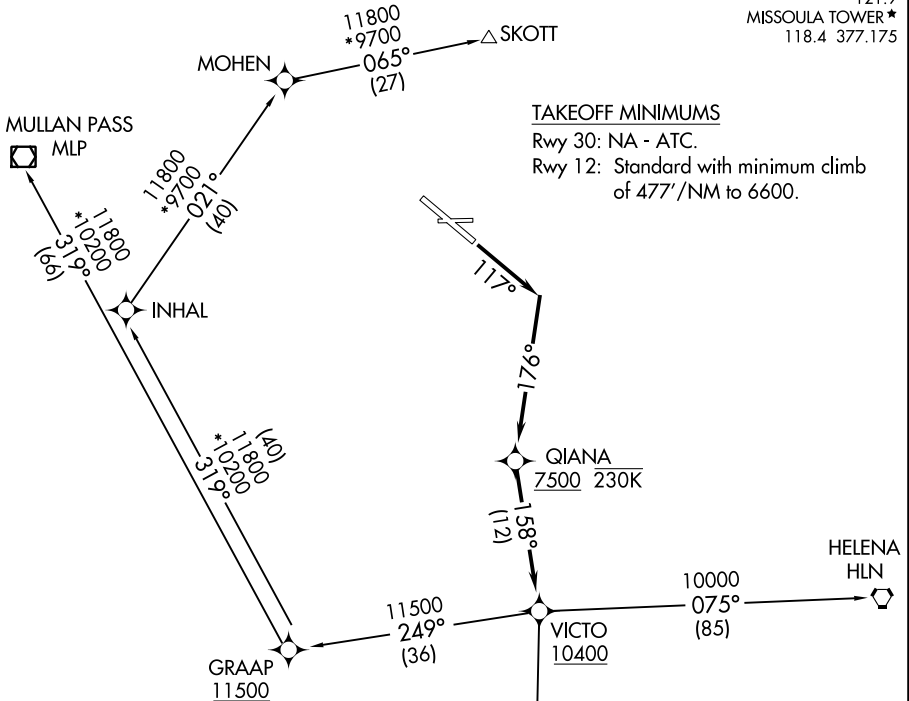 121.9
MISSOULA TOWER★
118.4 377.175
11800
*9700
065°
(27)
SKOTT
MOHEN
MULLAN PASS
MLP
TAKEOFF MINIMUMS
Rwy 30: NA - ATC.
Rwy 12: Standard with minimum climb
of 477'/NM to 6600.
11800
*9700
021°
(40)
11800
*10200
319°
(66)
INHAL
117°
176°
(40)
11800
*10200
319°
QIANA
7500 230K
158°
(12)
HELENA
HLN
10000
075°
(85)
11500
249°
(36)
VICTO
10400
GRAAP
11500